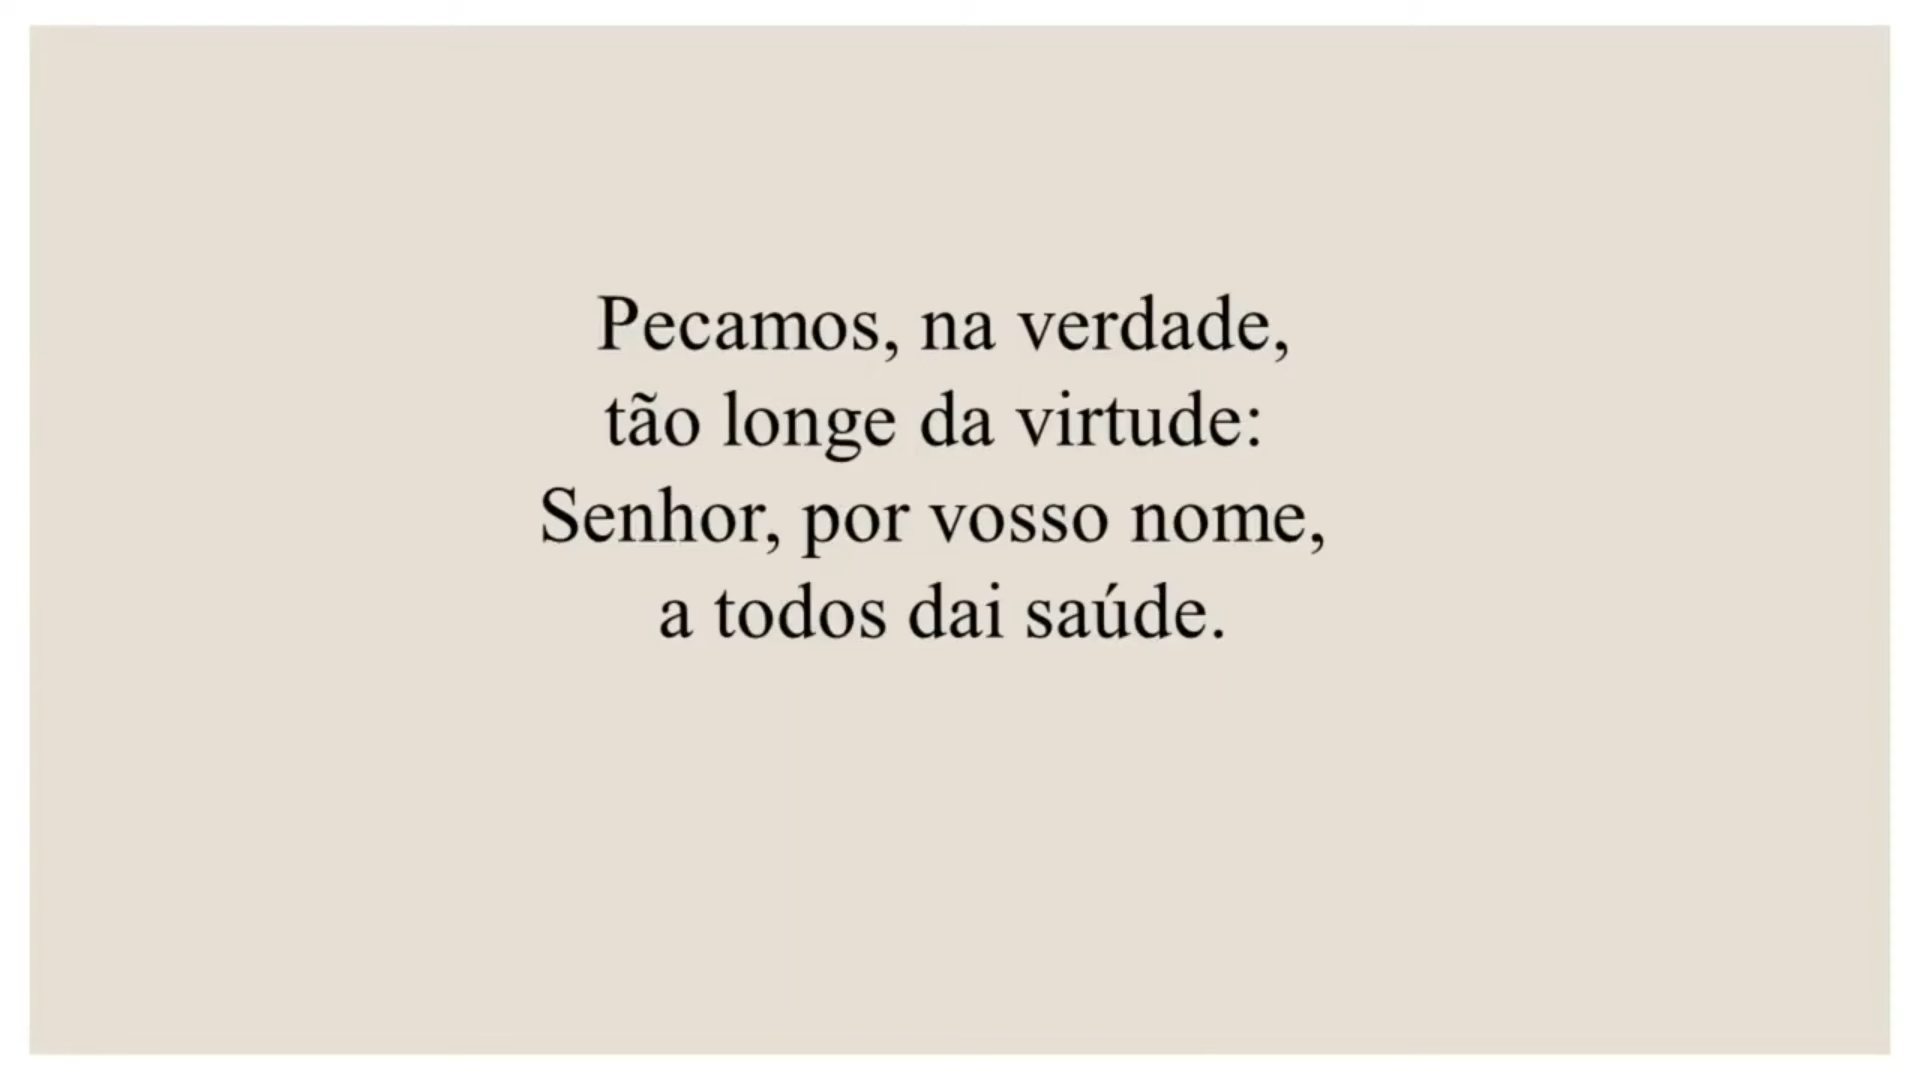 Pecamos, na verdade,
tão longe da virtude:
Senhor, por vosso nome,
a todos dai saúde.